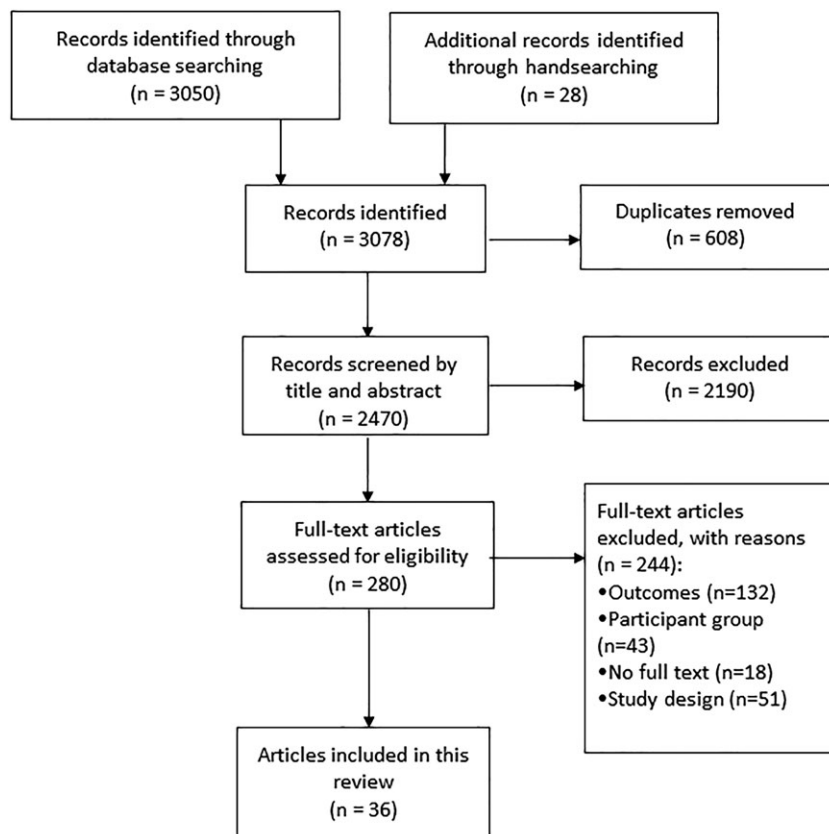 Records identified through
database searching
(n = 3050)
Additional records identified
through handsearching
(n = 28)
Records identified
(n = 3078)
Duplicates removed
(n = 608)
Records screened by
title and abstract
(n = 2470)
Records excluded
(n = 2190)
Full-text articles
assessed for eligibility
(n = 280)
Full-text articles
excluded, with reasons
(n = 244):
•Outcomes (n=132)
•Participant group
(n=43)
•No full text (n=18)
•Study design (n=51)
Articles included in this
review
(n = 36)